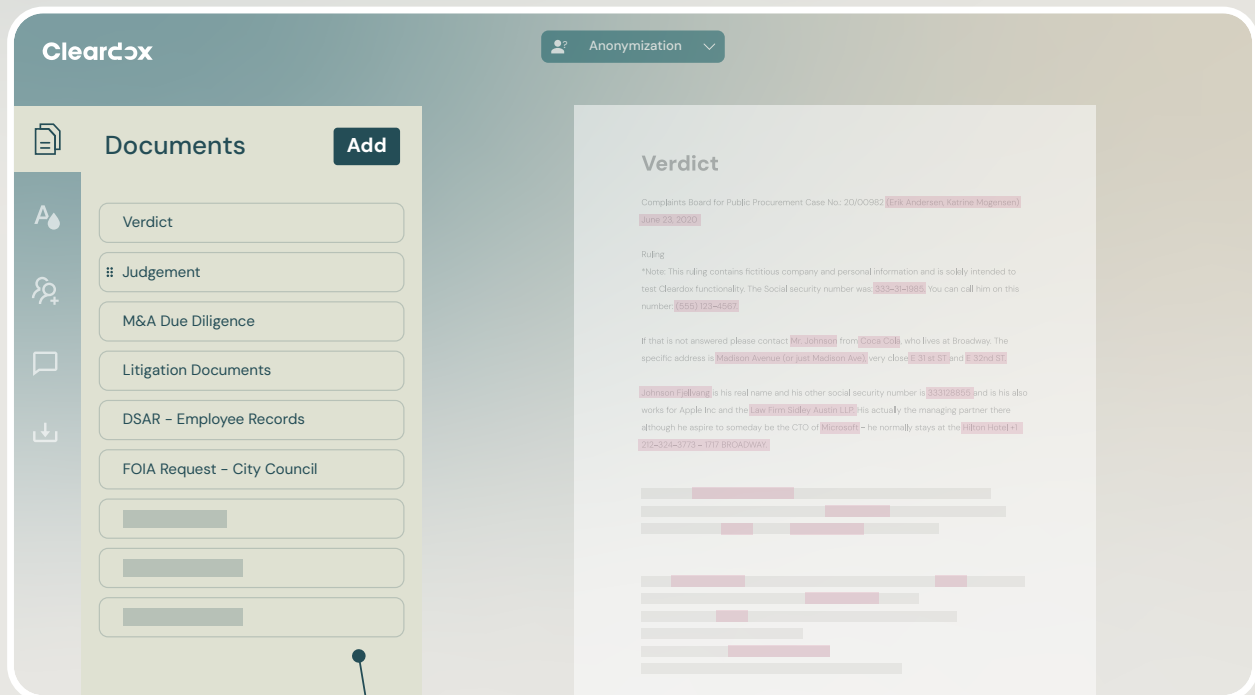 Cleardox
Anonymization
Documents
Add
Verdict
Judgement
M&A Due Diligence
Litigation Documents
DSAR - Employee Records
FOIA Request - City Council
Verdict
Complaints Board for Public Procurement Case No.: 20/00982 (Erik Andersen, Katrine Mogensen)
June 23, 2020
Ruling
*Note: This ruling contains fictitious company and personal information and is solely intended to
test Cleardox functionality. The Social security number was 333-31-1985. You can call him on this
number: (555) 123-4567.
If that is not answered please contact Mr. Johnson from Coca Cola, who lives at Broadway. The
specific address is Madison Avenue (or just Madison Ave), very close E 31 st ST and E 32nd ST.
Johnson Fjellvang is his real name and his other social security number is 333128855 and is his also
works for Apple Inc and the Law Firm Sidley Austin LLP. His actually the managing partner there
although he aspire to someday be the CTO of Microsoft - he normally stays at the Hilton Hotel +1
212-324-3773 - 1717 BROADWAY.